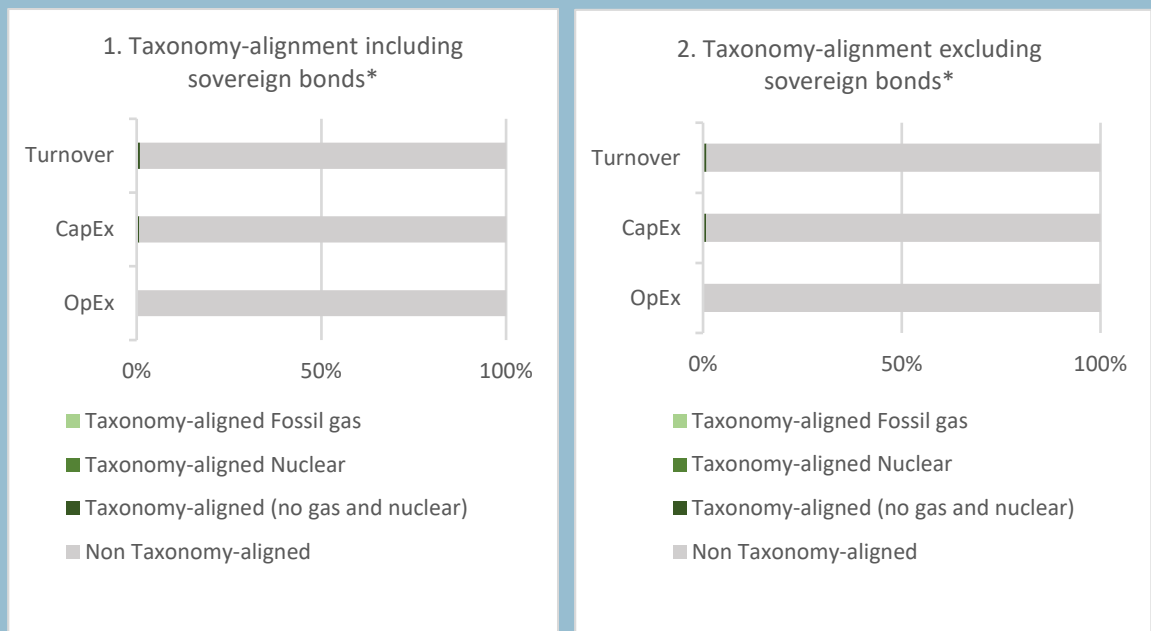 1. Taxonomy-alignment including
sovereign bonds*
Turnover
CapEx
OpEx
0%
50%
100%
Taxonomy-aligned Fossil gas
Taxonomy-aligned Nuclear
Taxonomy-aligned (no gas and nuclear)
Non Taxonomy-aligned
2. Taxonomy-alignment excluding
sovereign bonds*
Turnover
CapEx
OpEx
0%
50%
100%
Taxonomy-aligned Fossil gas
Taxonomy-aligned Nuclear
Taxonomy-aligned (no gas and nuclear)
Non Taxonomy-aligned